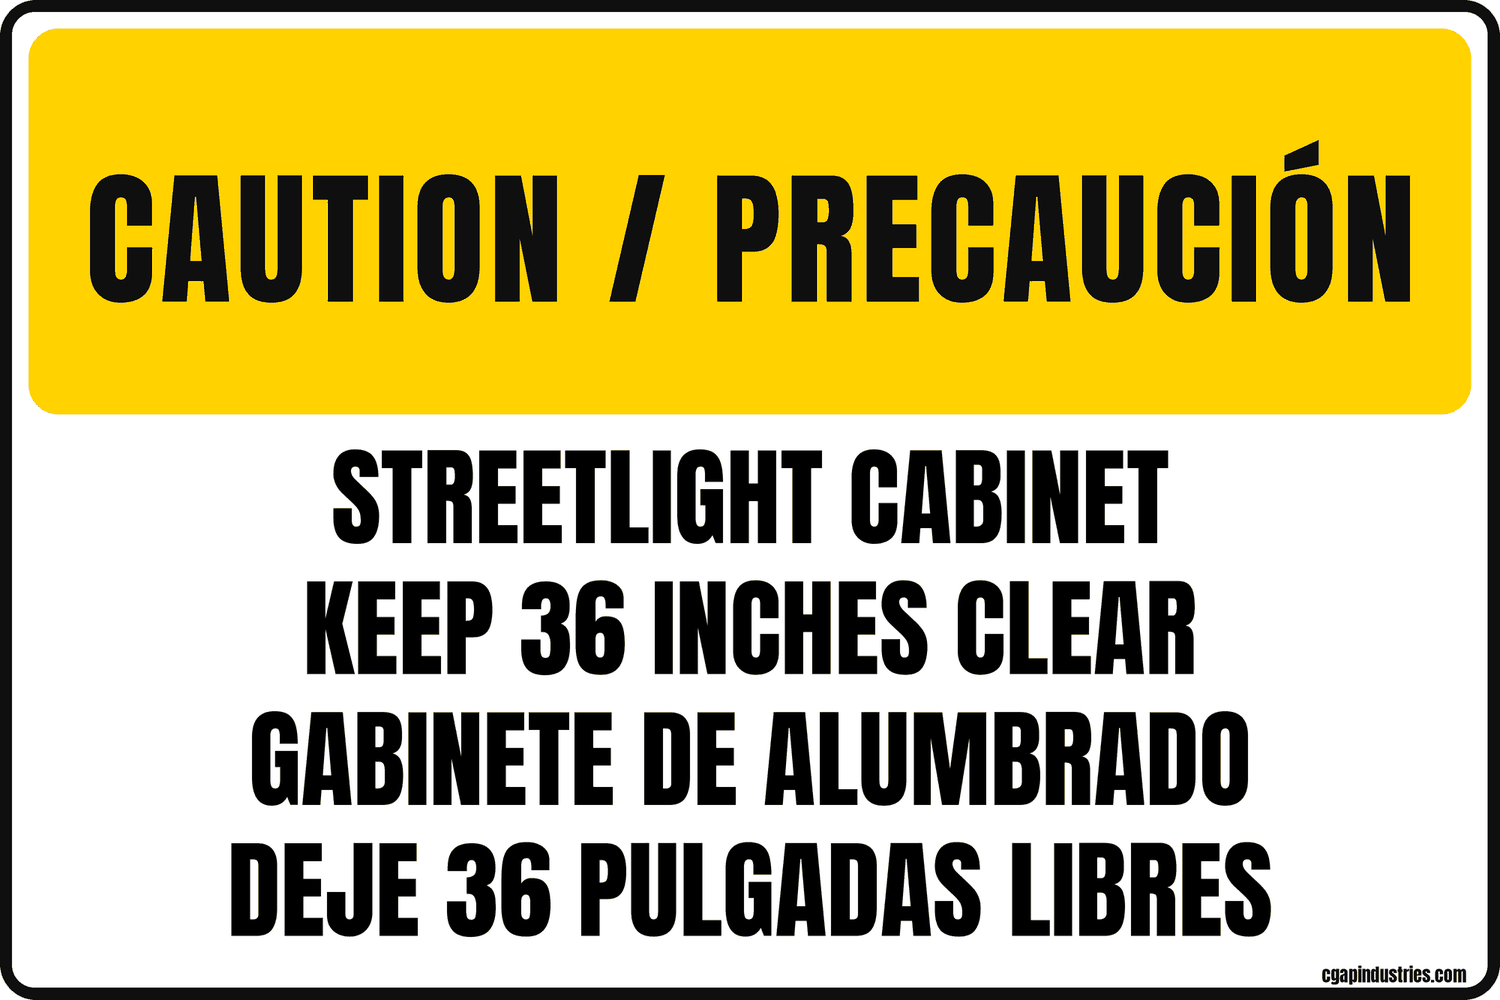 CAUTION / PRECAUCIÓN
STREETLIGHT CABINET
KEEP 36 INCHES CLEAR
GABINETE DE ALUMBRADO
DEJE 36 PULGADAS LIBRES
cgapindustries.com